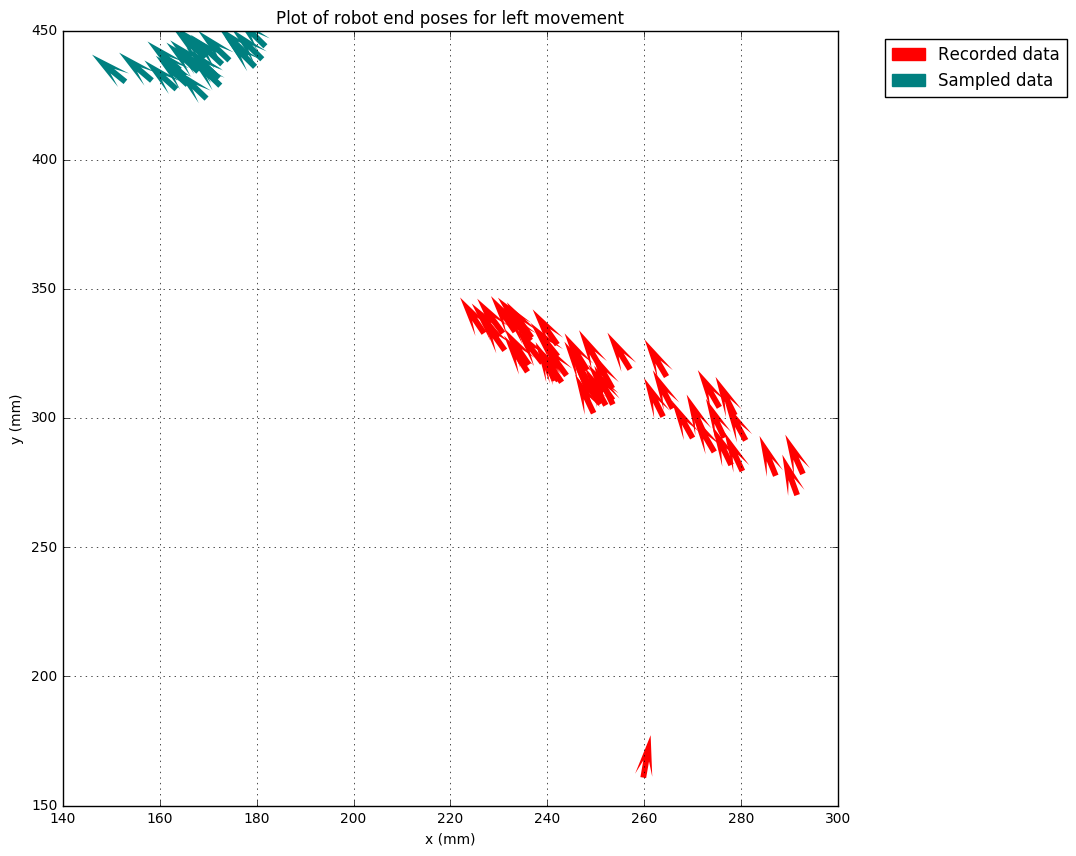 Plot of robot end poses for left movement
Recorded data
Sampled data
y (mm)
450
400
350
300
250
200
150
140 160 180 200 220 240 260 280 300
x (mm)